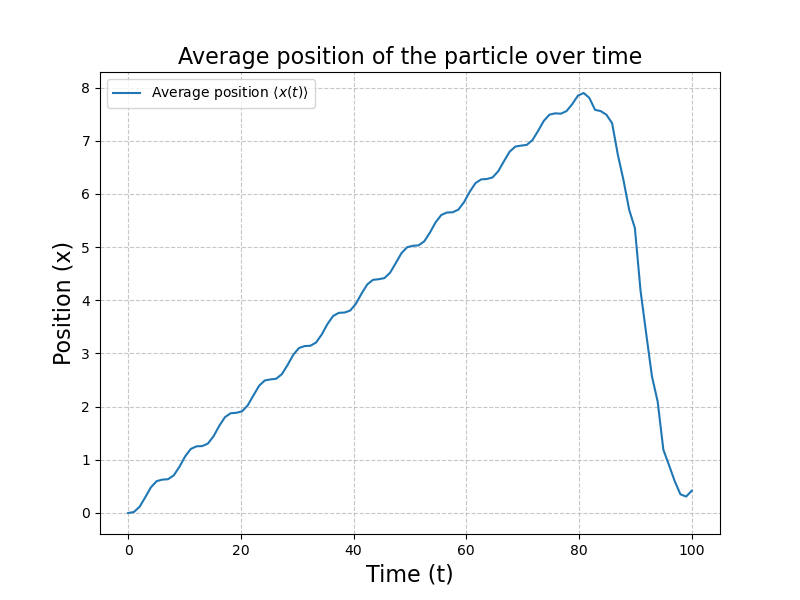 Average position of the particle over time
Average position ⟨x(t)⟩
8
7
6
5
4
3
2
1
0
Position (x)
0 20 40 60 80 100
Time (t)